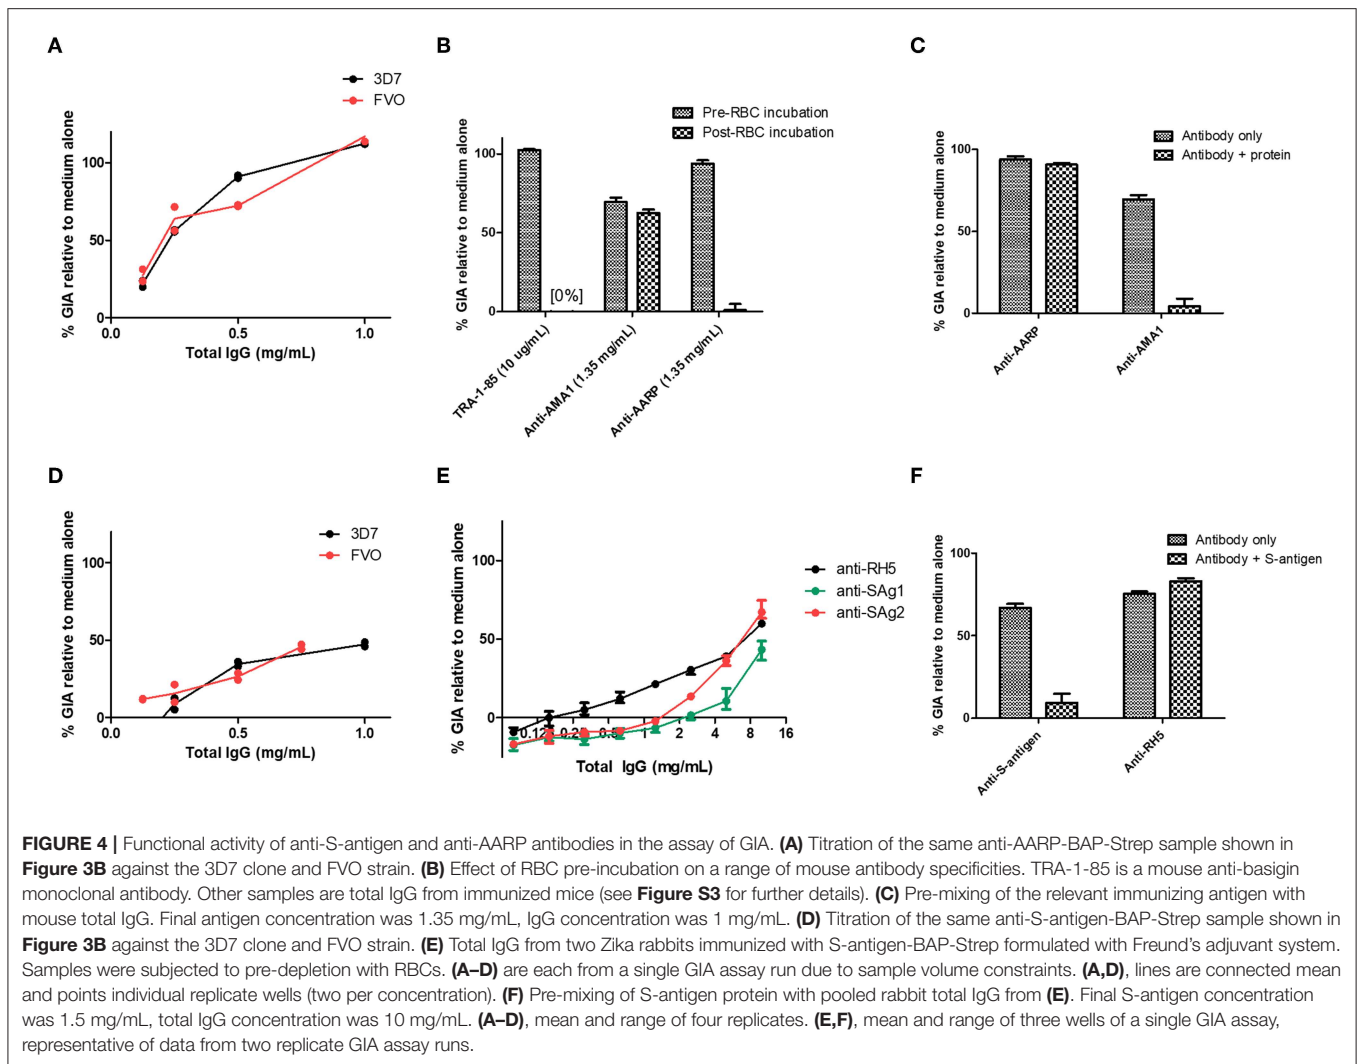 A
3D7
FVO
% GIA relative to medium alone
100
50
0
0.0
0.5
1.0
Total IgG (mg/mL)
B
Pre-RBC incubation
Post-RBC incubation
% GIA relative to medium alone
100
50
0
[0%]
TRA-1-85 (10 ug/mL)
Anti-AMA1 (1.35 mg/mL)
Anti-AARP (1.35 mg/mL)
C
Antibody only
Antibody + protein
% GIA relative to medium alone
100
50
0
Anti-AARP
Anti-AMA1
D
3D7
FVO
% GIA relative to medium alone
100
50
0
0.0
0.5
1.0
Total IgG (mg/mL)
E
anti-RH5
anti-SAg1
anti-SAg2
% GIA relative to medium alone
100
50
0
2
4
8
16
Total IgG (mg/mL)
F
Antibody only
Antibody + S-antigen
% GIA relative to medium alone
100
50
0
Anti-S-antigen
Anti-RH5
FIGURE 4 | Functional activity of anti-S-antigen and anti-AARP antibodies in the assay of GIA. (A) Titration of the same anti-AARP-BAP-Strep sample shown in
Figure 3B against the 3D7 clone and FVO strain. (B) Effect of RBC pre-incubation on a range of mouse antibody specificities. TRA-1-85 is a mouse anti-basigin
monoclonal antibody. Other samples are total IgG from immunized mice (see Figure S3 for further details). (C) Pre-mixing of the relevant immunizing antigen with
mouse total IgG. Final antigen concentration was 1.35 mg/mL, IgG concentration was 1 mg/mL. (D) Titration of the same anti-S-antigen-BAP-Strep sample shown in
Figure 3B against the 3D7 clone and FVO strain. (E) Total IgG from two Zika rabbits immunized with S-antigen-BAP-Strep formulated with Freund's adjuvant system.
Samples were subjected to pre-depletion with RBCs. (A–D) are each from a single GIA assay run due to sample volume constraints. (A,D), lines are connected mean
and points individual replicate wells (two per concentration). (F) Pre-mixing of S-antigen protein with pooled rabbit total IgG from (E). Final S-antigen concentration
was 1.5 mg/mL, total IgG concentration was 10 mg/mL. (A–D), mean and range of four replicates. (E,F), mean and range of three wells of a single GIA assay,
representative of data from two replicate GIA assay runs.